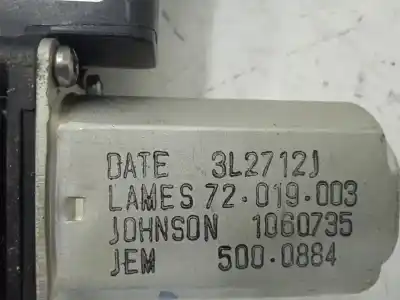 DATE 3L2712J
LAMES 72.019.003
JOHNSON 1060735
JEM 500.0884